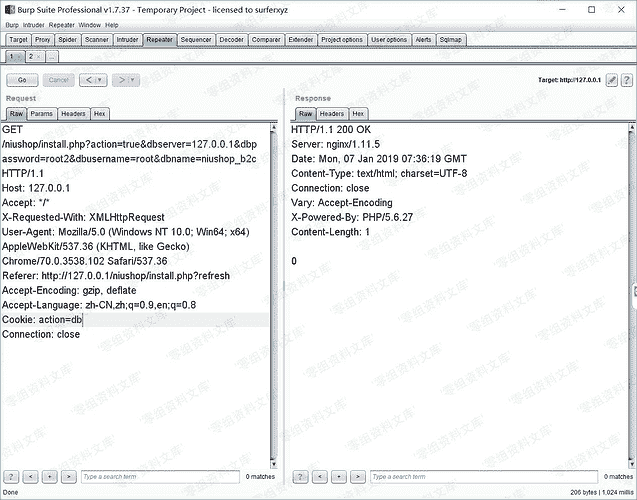 Burp Suite Professional v1.7.37 - Temporary Project - licensed to surferxyz
Burp Intruder Repeater Window Help
Target Proxy Spider Scanner Intruder Repeater Sequencer Decoder Comparer Extender Project options User options Alerts Sqlmap
1 × 2 × ...
Go Cancel < | ▼ > | ▼ Target: http://127.0.0.1 ?
Request
Raw Params Headers Hex
GET
/niushop/install.php?action=true&dbserver=127.0.0.1&dbp
assword=root2&dbusername=root&dbname=niushop_b2c
HTTP/1.1
Host: 127.0.0.1
Accept: */*
X-Requested-With: XMLHttpRequest
User-Agent: Mozilla/5.0 (Windows NT 10.0; Win64; x64)
AppleWebKit/537.36 (KHTML, like Gecko)
Chrome/70.0.3538.102 Safari/537.36
Referer: http://127.0.0.1/niushop/install.php?refresh
Accept-Encoding: gzip, deflate
Accept-Language: zh-CN,zh;q=0.9,en;q=0.8
Cookie: action=db
Connection: close
? < + > Type a search term 0 matches
Response
Raw Headers Hex
HTTP/1.1 200 OK
Server: nginx/1.11.5
Date: Mon, 07 Jan 2019 07:36:19 GMT
Content-Type: text/html; charset=UTF-8
Connection: close
Vary: Accept-Encoding
X-Powered-By: PHP/5.6.27
Content-Length: 1
0
? < + > Type a search term 0 matches
Done 206 bytes | 1,024 millis
零组资料文库